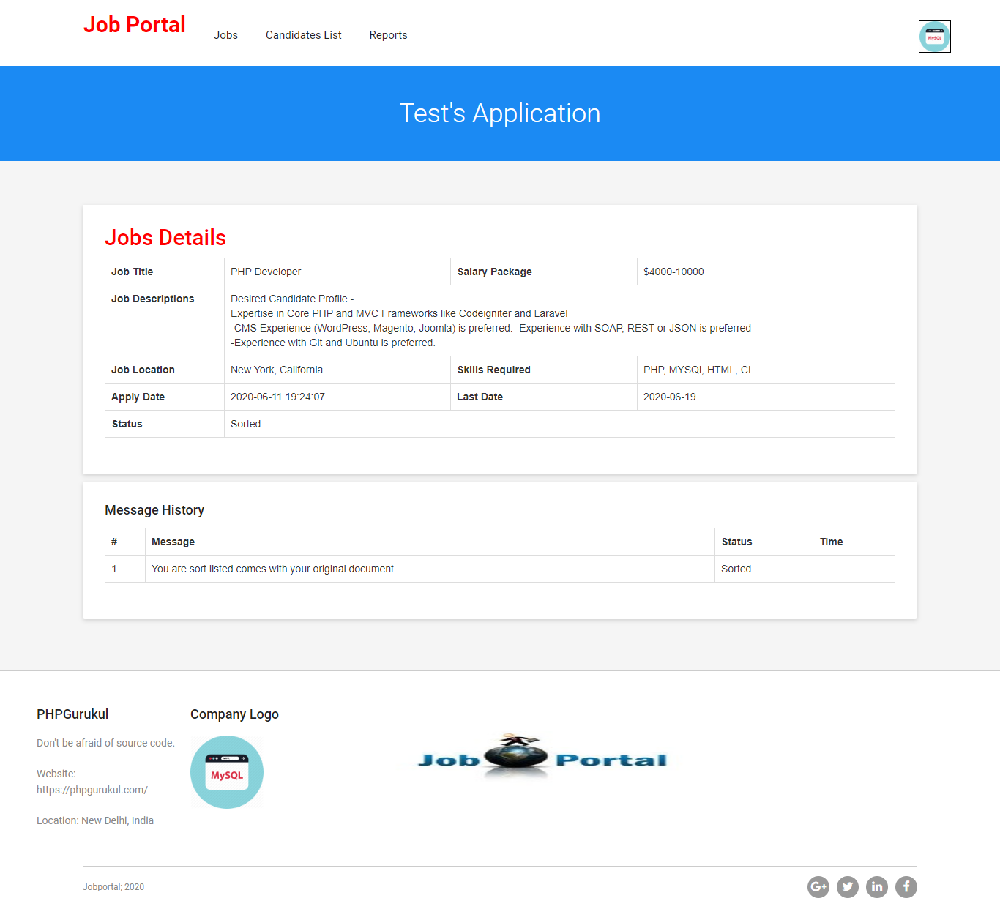 Job Portal
Jobs
Candidates List
Reports
MySQL
Test's Application
Jobs Details
Job Title PHP Developer Salary Package $4000-10000
Job Descriptions Desired Candidate Profile -
Expertise in Core PHP and MVC Frameworks like Codeigniter and Laravel
-CMS Experience (WordPress, Magento, Joomla) is preferred. -Experience with SOAP, REST or JSON is preferred
-Experience with Git and Ubuntu is preferred.
Job Location New York, California Skills Required PHP, MYSQl, HTML, CI
Apply Date 2020-06-11 19:24:07 Last Date 2020-06-19
Status Sorted
Message History
# Message Status Time
1 You are sort listed comes with your original document Sorted
PHPGurukul
Don't be afraid of source code.
Website:
https://phpgurukul.com/
Location: New Delhi, India
Company Logo
MySQL
Job Portal
Jobportal; 2020
G+
in
f